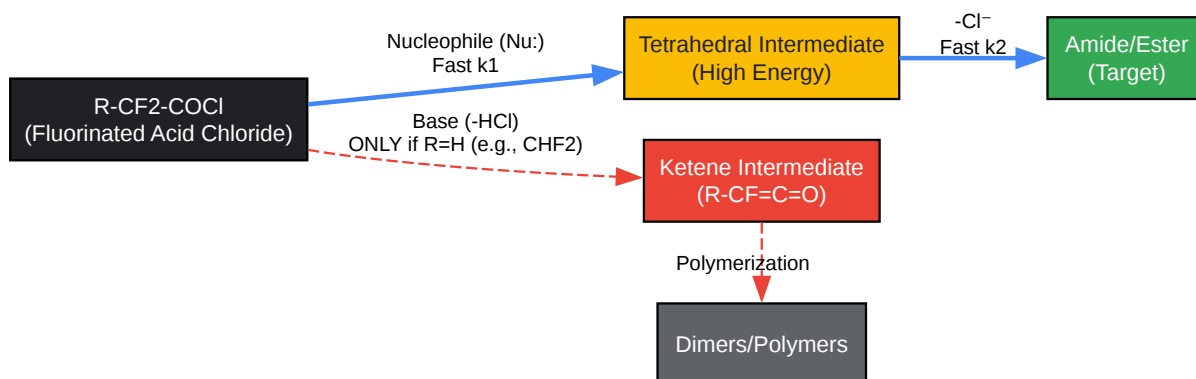 R-CF2-COCl
(Fluorinated Acid Chloride)
Nucleophile (Nu:)
Fast k1
Tetrahedral Intermediate
(High Energy)
-Cl⁻
Fast k2
Amide/Ester
(Target)
Base (-HCl)
ONLY if R=H (e.g., CHF2)
Ketene Intermediate
(R-CF=C=O)
Polymerization
Dimers/Polymers